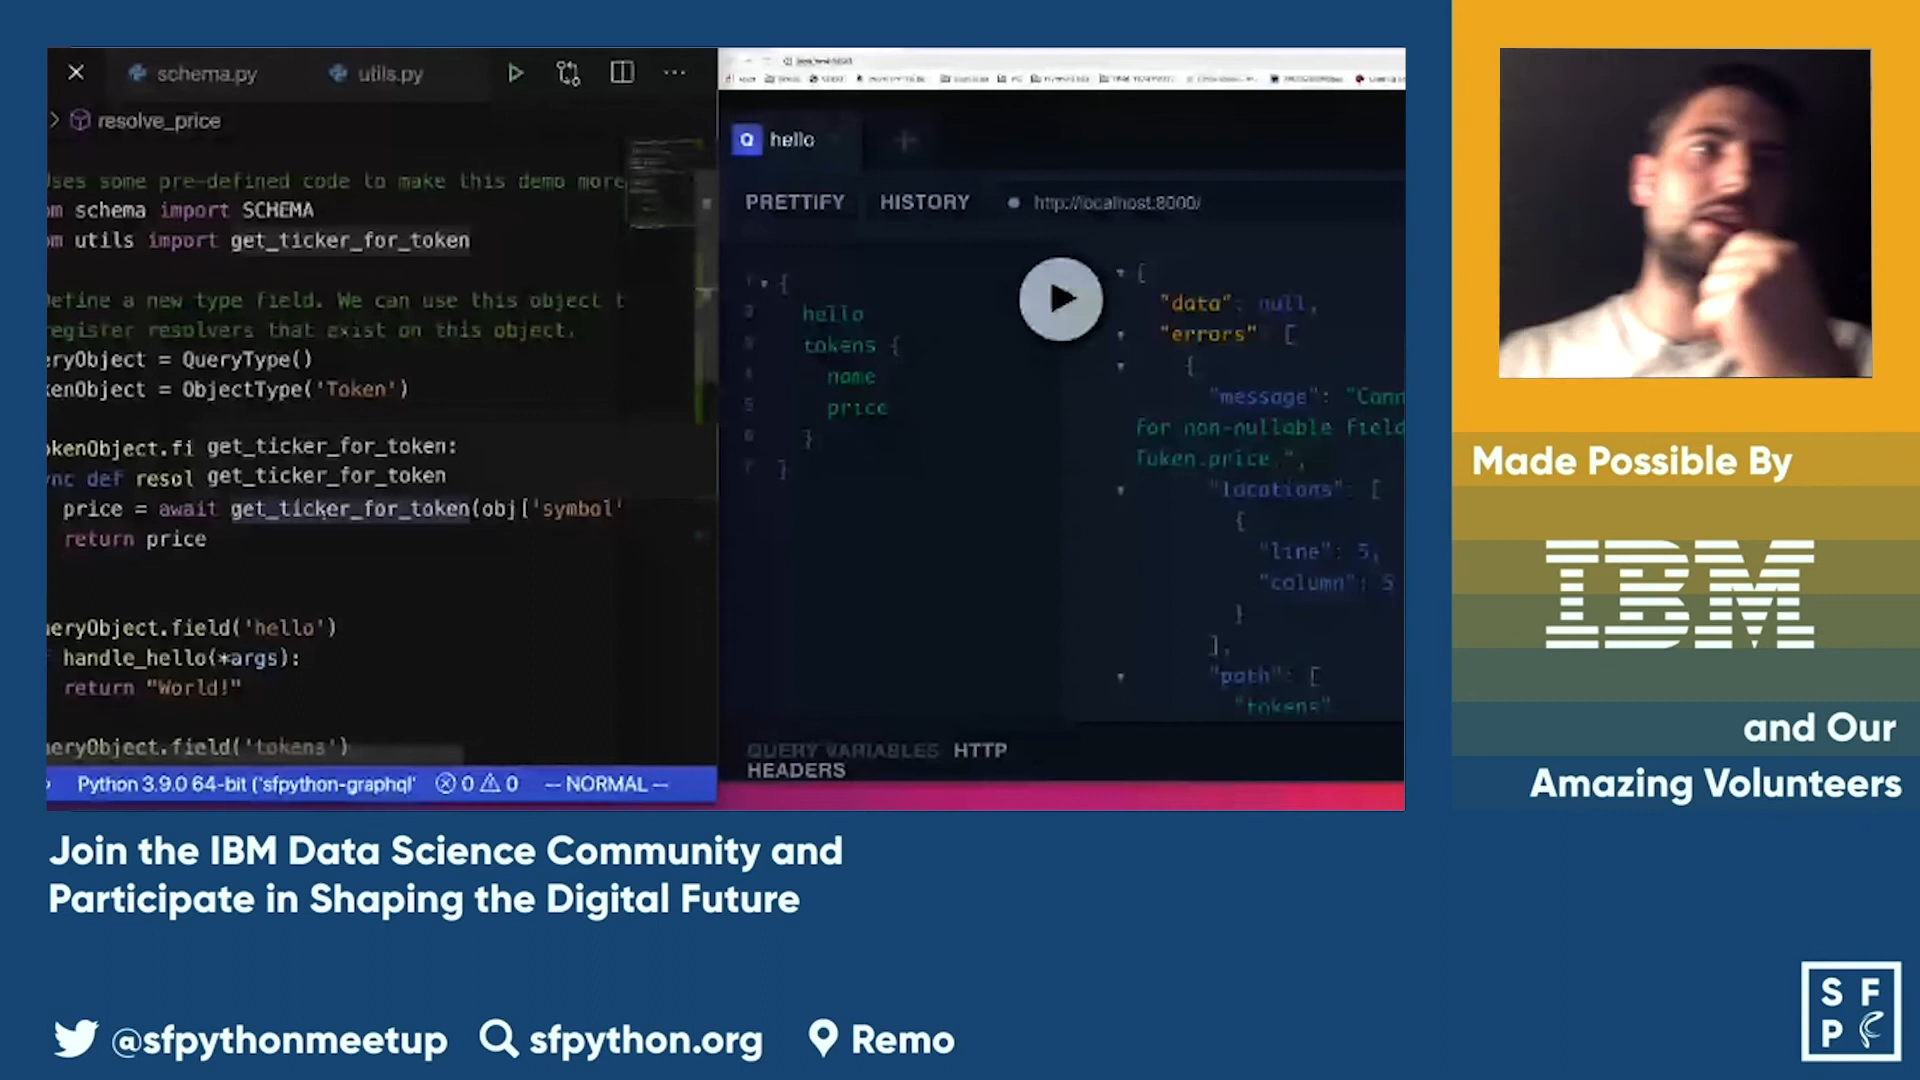 schema.py
utils.py
resolve_price
Uses some pre-defined code to make this demo more
om schema import SCHEMA
om utils import get_ticker_for_token
Define a new type field. We can use this object t
register resolvers that exist on this object.
eryObject = QueryType()
kenObject = ObjectType('Token')
okenObject.fi
get_ticker_for_token:
nc def resol
get_ticker_for_token
price = await get_ticker_for_token(obj['symbol'
return price
ueryObject.field('hello')
handle_hello(*args):
return "World!"
ueryObject.field('tokens')
Python 3.9.0 64-bit ('sfpython-graphql' 0 0 -- NORMAL --
Q hello +
PRETTIFY HISTORY http://localhost:8000/
1 {
hello
tokens {
name
price
}
}
{
"data": null,
"errors": [
{
"message": "Cann
for non-nullable field
Token.price.",
"locations": [
{
"line": 5,
"column": 5
}
],
"path": [
"tokens"
QUERY VARIABLES HTTP
HEADERS
Made Possible By
IBM
and Our
Amazing Volunteers
Join the IBM Data Science Community and
Participate in Shaping the Digital Future
@sfpythonmeetup sfpython.org Remo
S F
P